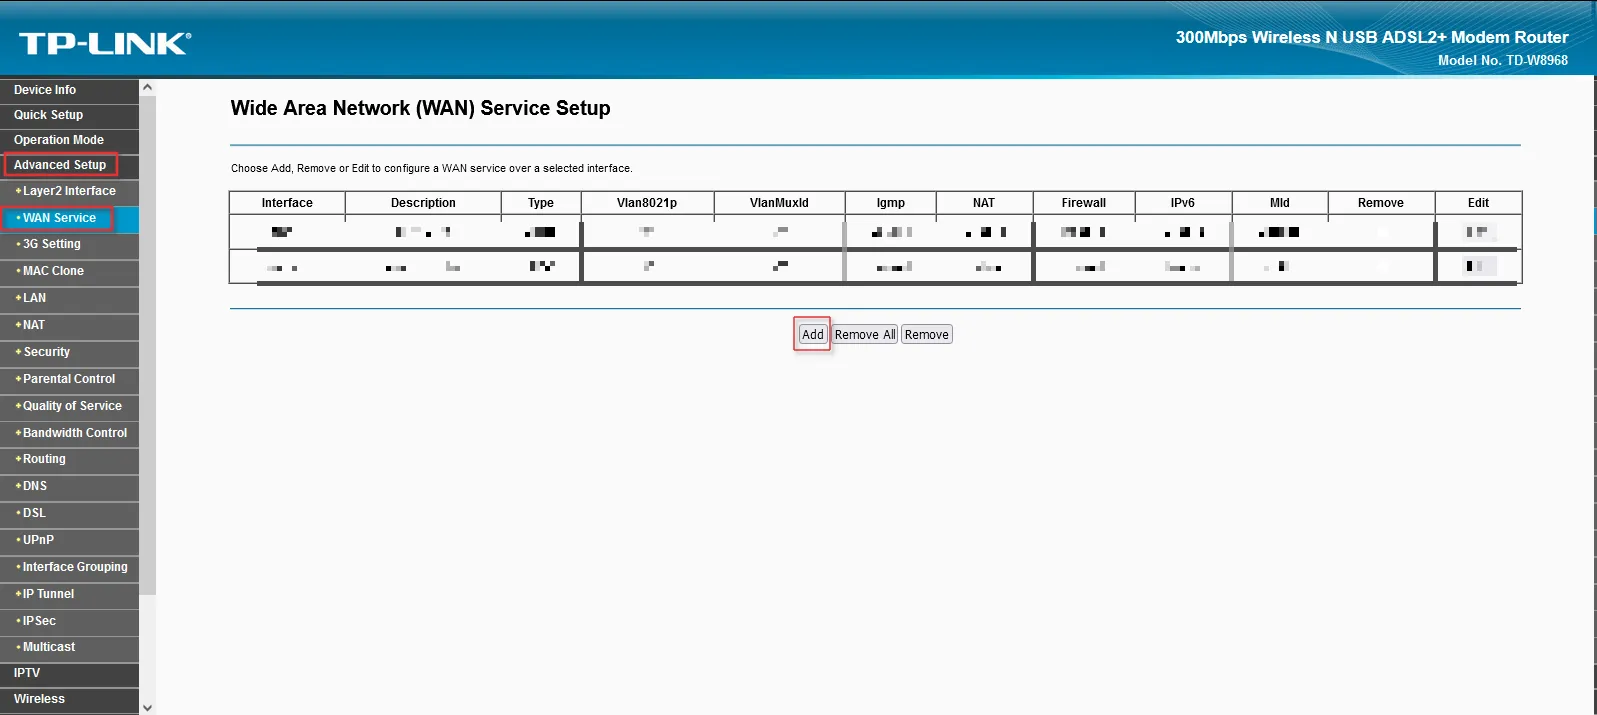 TP-LINK®
300Mbps Wireless N USB ADSL2+ Modem Router
Model No. TD-W8968
Device Info
Quick Setup
Operation Mode
Advanced Setup
Layer2 Interface
WAN Service
3G Setting
MAC Clone
LAN
NAT
Security
Parental Control
Quality of Service
Bandwidth Control
Routing
DNS
DSL
UPnP
Interface Grouping
IP Tunnel
IPSec
Multicast
IPTV
Wireless
Wide Area Network (WAN) Service Setup
Choose Add, Remove or Edit to configure a WAN service over a selected interface.
Interface Description Type Vlan8021p VlanMuxId Igmp NAT Firewall IPv6 Mld Remove Edit
Add Remove All Remove